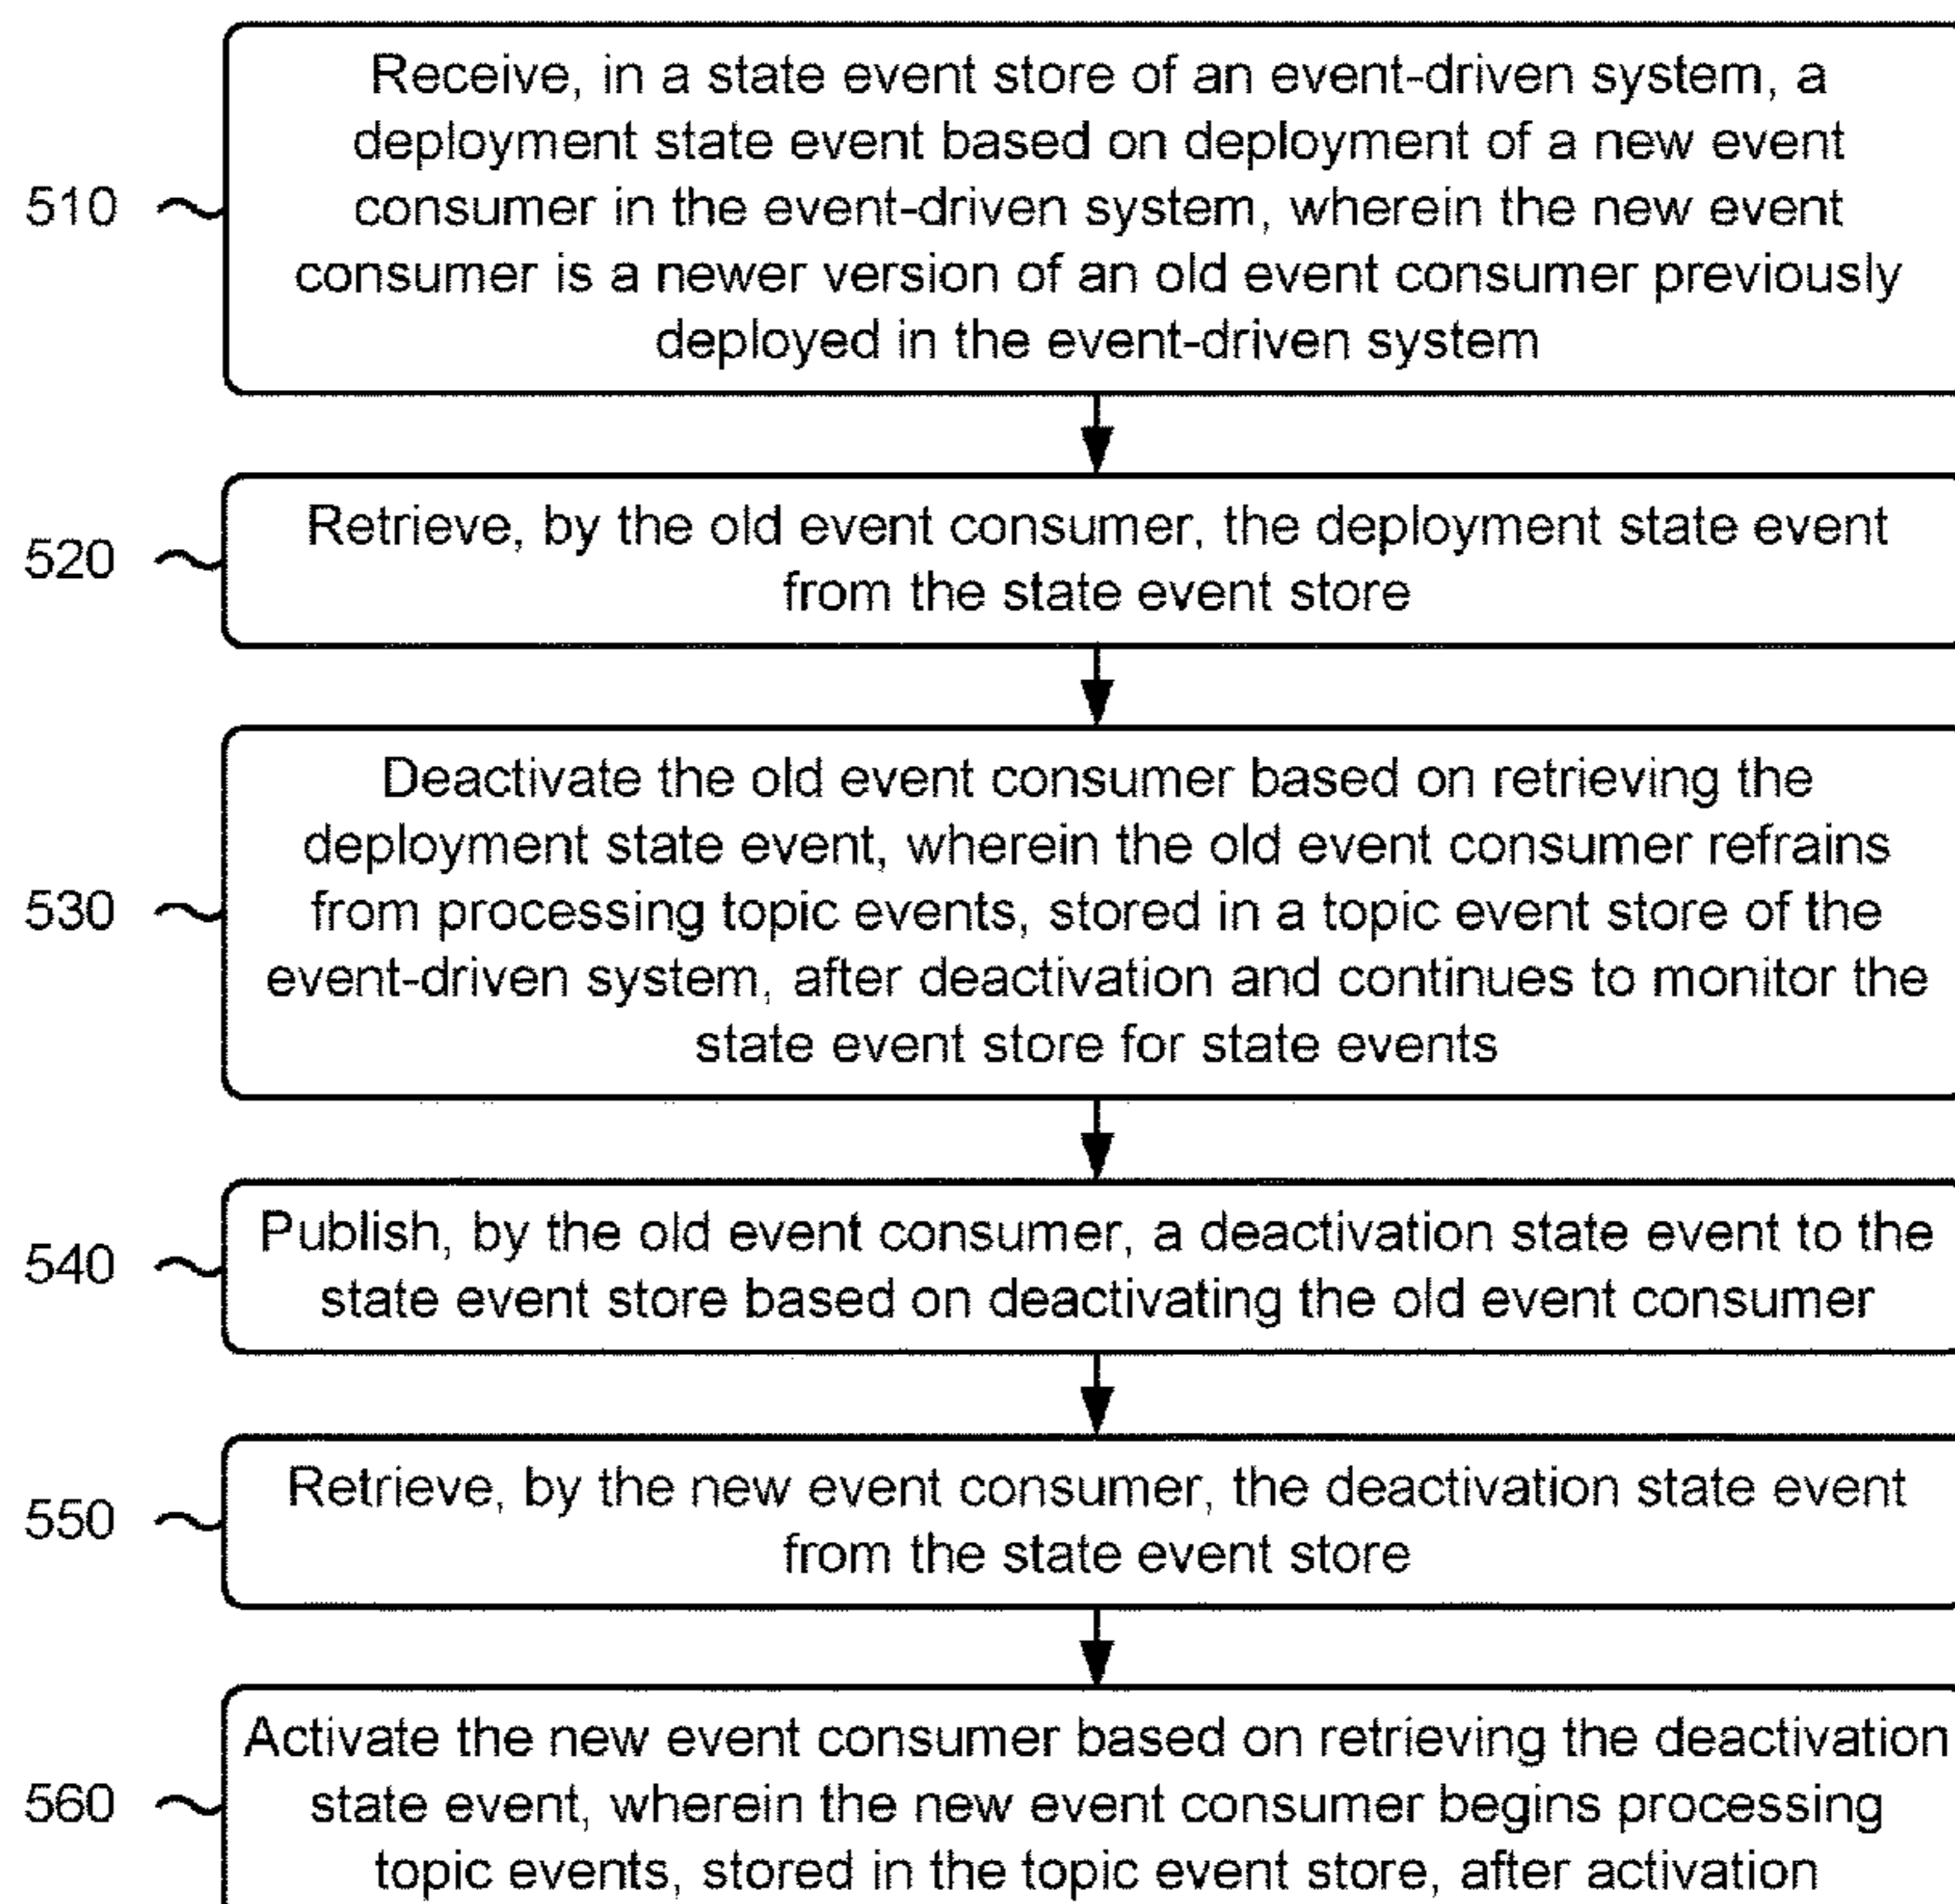 Receive, in a state event store of an event-driven system, a
deployment state event based on deployment of a new event
510
consumer in the event-driven system, wherein the new event
consumer is a newer version of an old event consumer previously
deployed in the event-driven system
Retrieve, by the old event consumer, the deployment state event
520
from the state event store
Deactivate the old event consumer based on retrieving the
deployment state event, wherein the old event consumer refrains
530
from processing topic events, stored in a topic event store of the
event-driven system, after deactivation and continues to monitor the
state event store for state events
Publish, by the old event consumer, a deactivation state event to the
540
state event store based on deactivating the old event consumer
Retrieve, by the new event consumer, the deactivation state event
550
from the state event store
Activate the new event consumer based on retrieving the deactivation
560
state event, wherein the new event consumer begins processing
topic events, stored in the topic event store, after activation